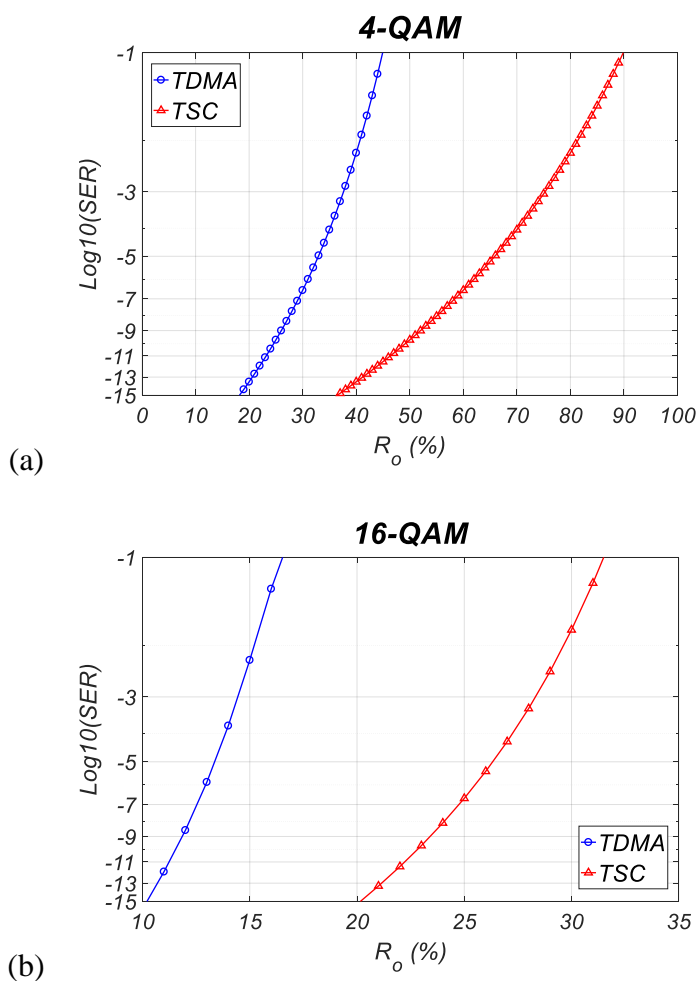 4-QAM
-1
-3
-5
-7
-9
-11
-13
-15
Log10(SER)
TDMA
TSC
0 10 20 30 40 50 60 70 80 90 100
R_o (%)
(a)
16-QAM
-1
-3
-5
-7
-9
-11
-13
-15
Log10(SER)
TDMA
TSC
10 15 20 25 30 35
R_o (%)
(b)